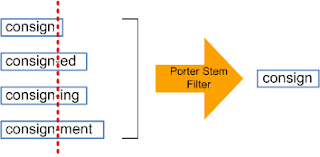 consign
consigned
consigning
consignment
Porter Stem
Filter
consign